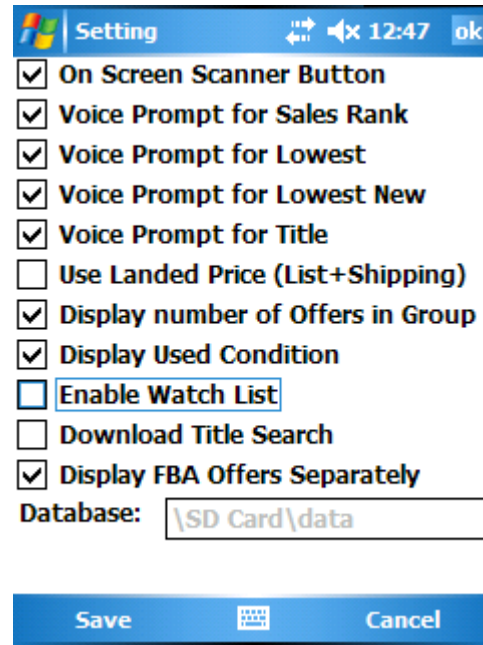 Setting 12:47 ok
On Screen Scanner Button
Voice Prompt for Sales Rank
Voice Prompt for Lowest
Voice Prompt for Lowest New
Voice Prompt for Title
Use Landed Price (List+Shipping)
Display number of Offers in Group
Display Used Condition
Enable Watch List
Download Title Search
Display FBA Offers Separately
Database: \SD Card\data
Save Cancel